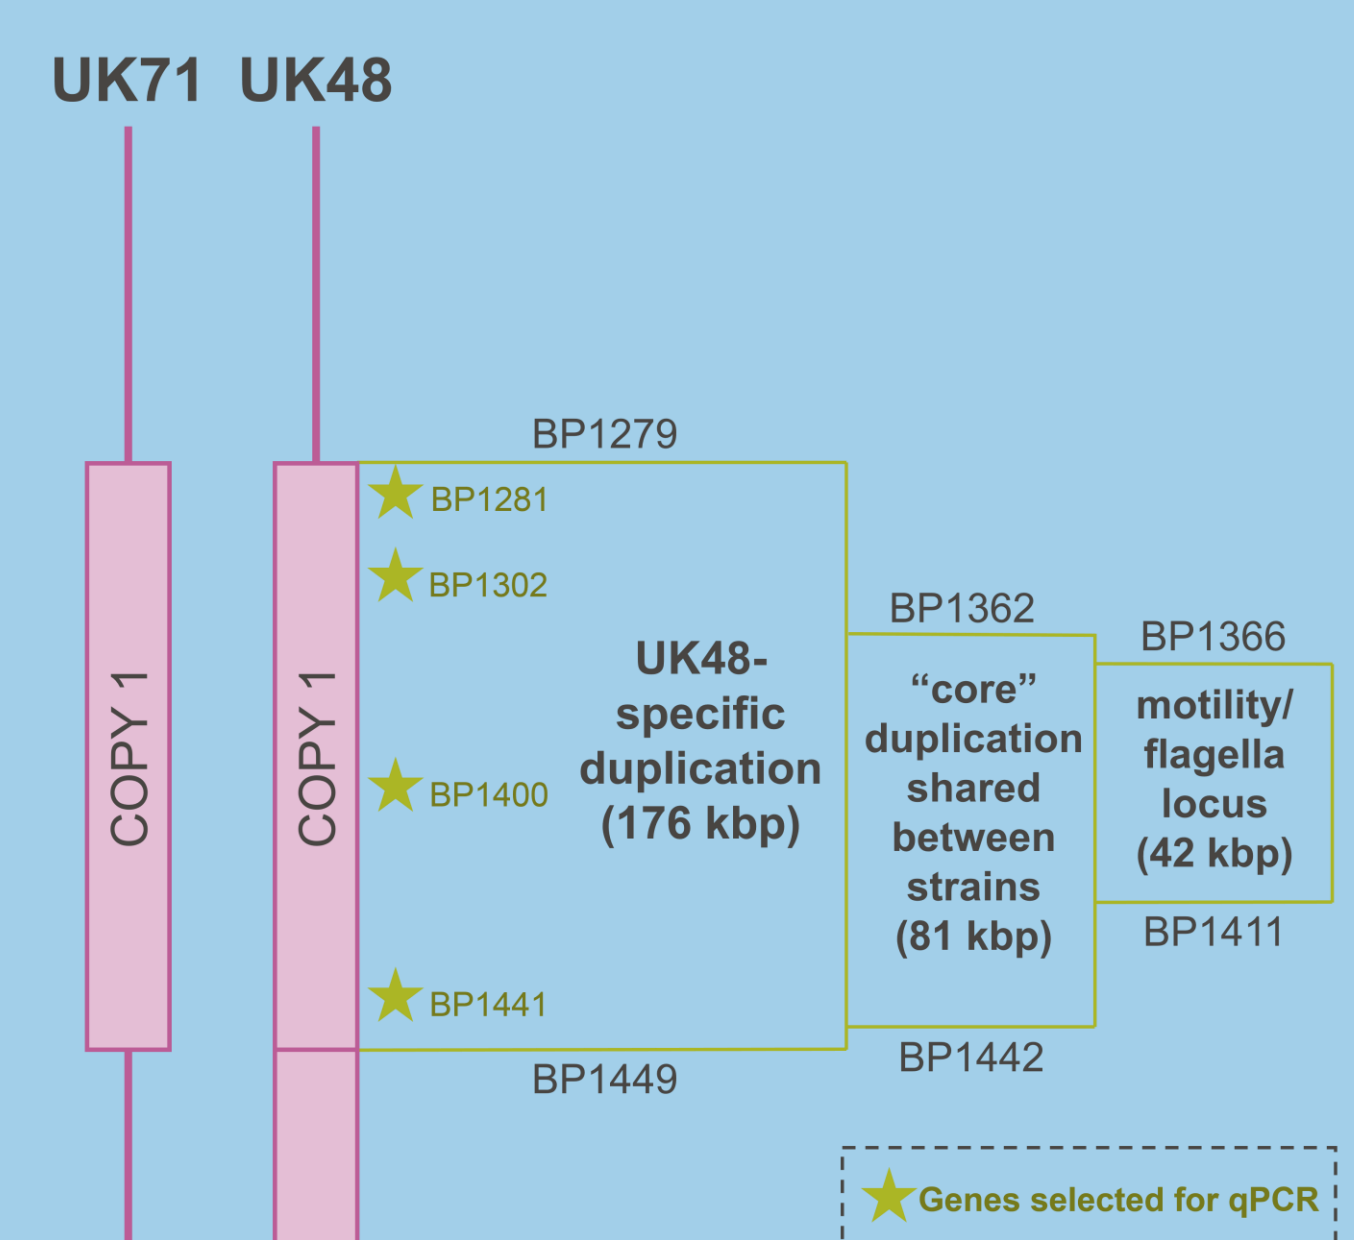 UK71 UK48
BP1279
BP1281
BP1302
BP1400
BP1441
COPY 1
COPY 1
UK48-
specific
duplication
(176 kbp)
BP1449
BP1362
“core”
duplication
shared
between
strains
(81 kbp)
BP1442
BP1366
motility/
flagella
locus
(42 kbp)
BP1411
Genes selected for qPCR